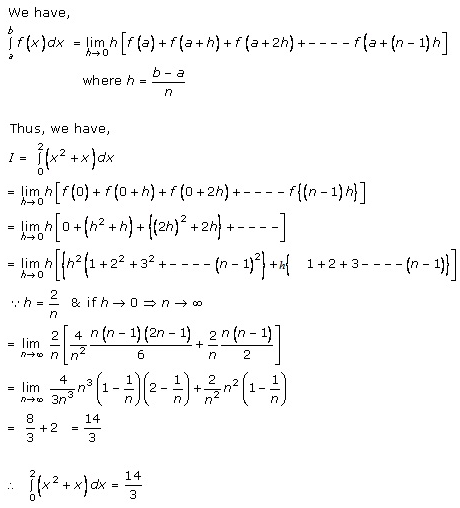 We have,
∫ₐᵇ f(x)dx = lim_{h→0} h[f(a)+f(a+h)+f(a+2h)+----f{a+(n-1)h]
where h = (b-a)/n
Thus, we have,
I = ∫₀² (x²+x)dx
= lim_{h→0} h[f(0)+f(0+h)+f(0+2h)+----f{(n-1)h}]
= lim_{h→0} h[0+(h²+h)+{(2h)²+2h}+----]
= lim_{h→0} h[{h²(1+2²+3²+----(n-1)²}+h{ 1+2+3----(n-1)}]
∵ h = 2/n & if h→0 ⇒ n→∞
= lim_{n→∞} 2/n [4/n² n(n-1)(2n-1)/6 + 2/n n(n-1)/2]
= lim_{n→∞} 4/3n³ n³(1-1/n)(2-1/n)+2/n² n²(1-1/n)
= 8/3+2 = 14/3
∴ ∫₀² (x²+x)dx = 14/3